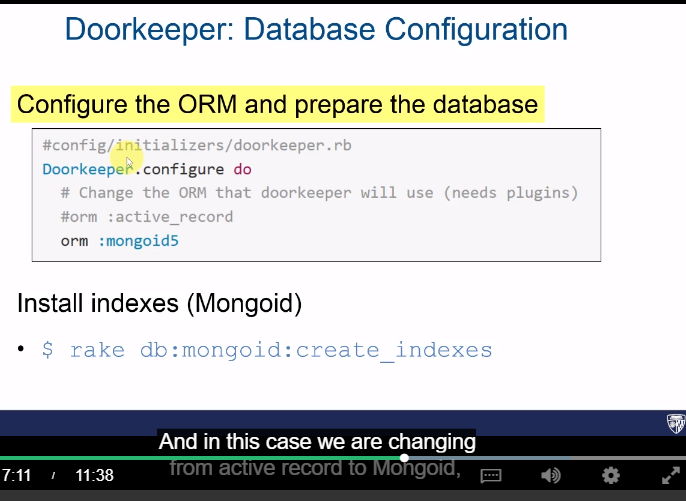 Doorkeeper: Database Configuration
Configure the ORM and prepare the database
#config/initializers/doorkeeper.rb
Doorkeeper.configure do
# Change the ORM that doorkeeper will use (needs plugins)
#orm :active_record
orm :mongoid5
Install indexes (Mongoid)
• $ rake db:mongoid:create_indexes
And in this case we are changing
from active record to Mongoid,
7:11 / 11:38